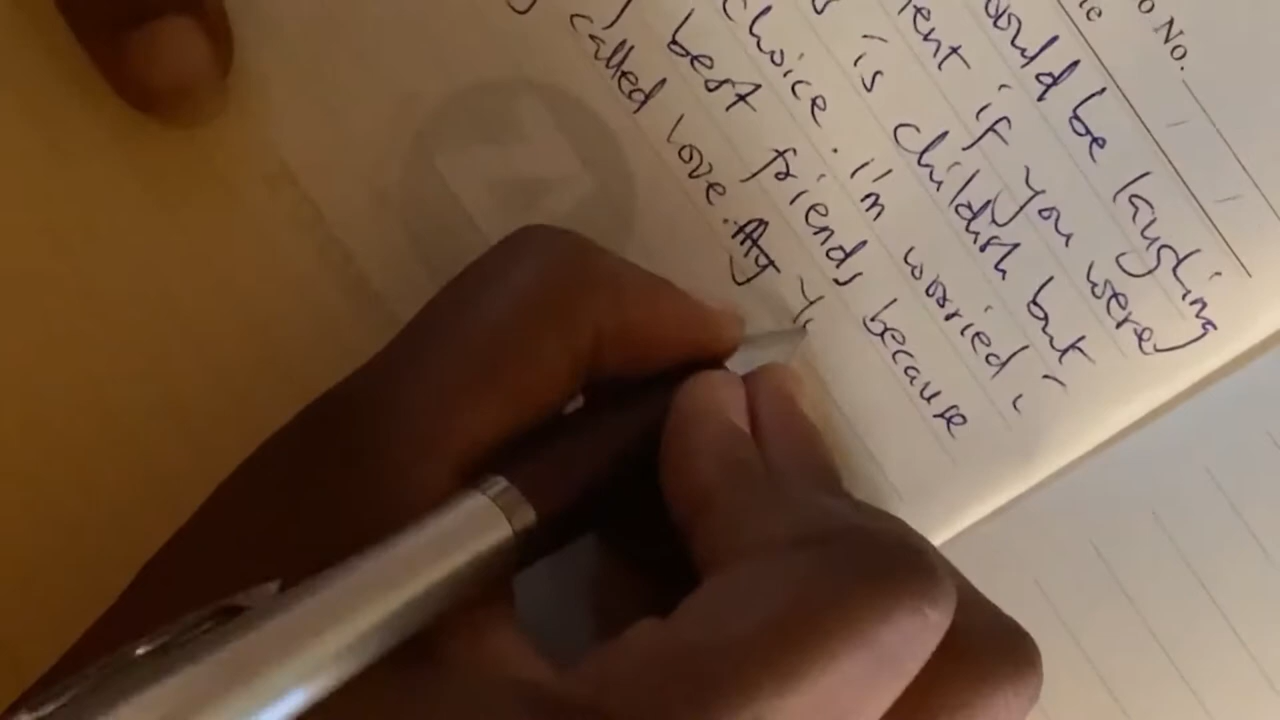 No.
would be laughing
if you were
is childish but i
choice. I'm worried i
best friends because
called love.